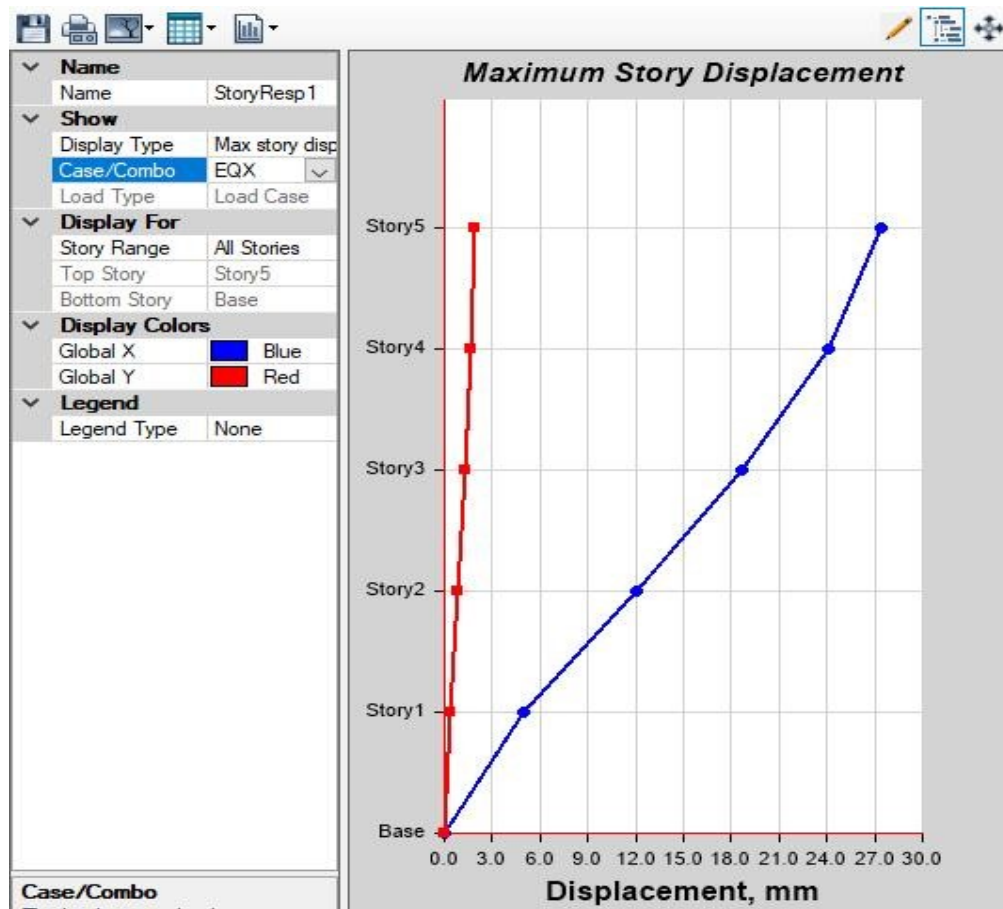 Name
Name StoryResp1
Show
Display Type Max story disp
Case/Combo EQX
Load Type Load Case
Display For
Story Range All Stories
Top Story Story5
Bottom Story Base
Display Colors
Global X Blue
Global Y Red
Legend
Legend Type None
Case/Combo
Maximum Story Displacement
Story5
Story4
Story3
Story2
Story1
Base
0.0 3.0 6.0 9.0 12.0 15.0 18.0 21.0 24.0 27.0 30.0
Displacement, mm